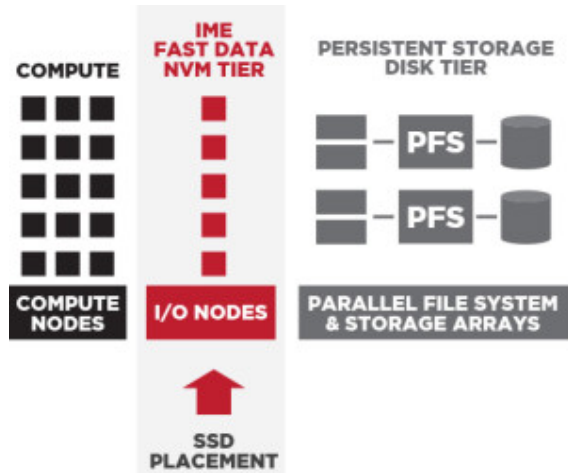 COMPUTE
IME
FAST DATA
NVM TIER
PERSISTENT STORAGE
DISK TIER
PFS
PFS
COMPUTE
NODES
I/O NODES
PARALLEL FILE SYSTEM
& STORAGE ARRAYS
SSD
PLACEMENT